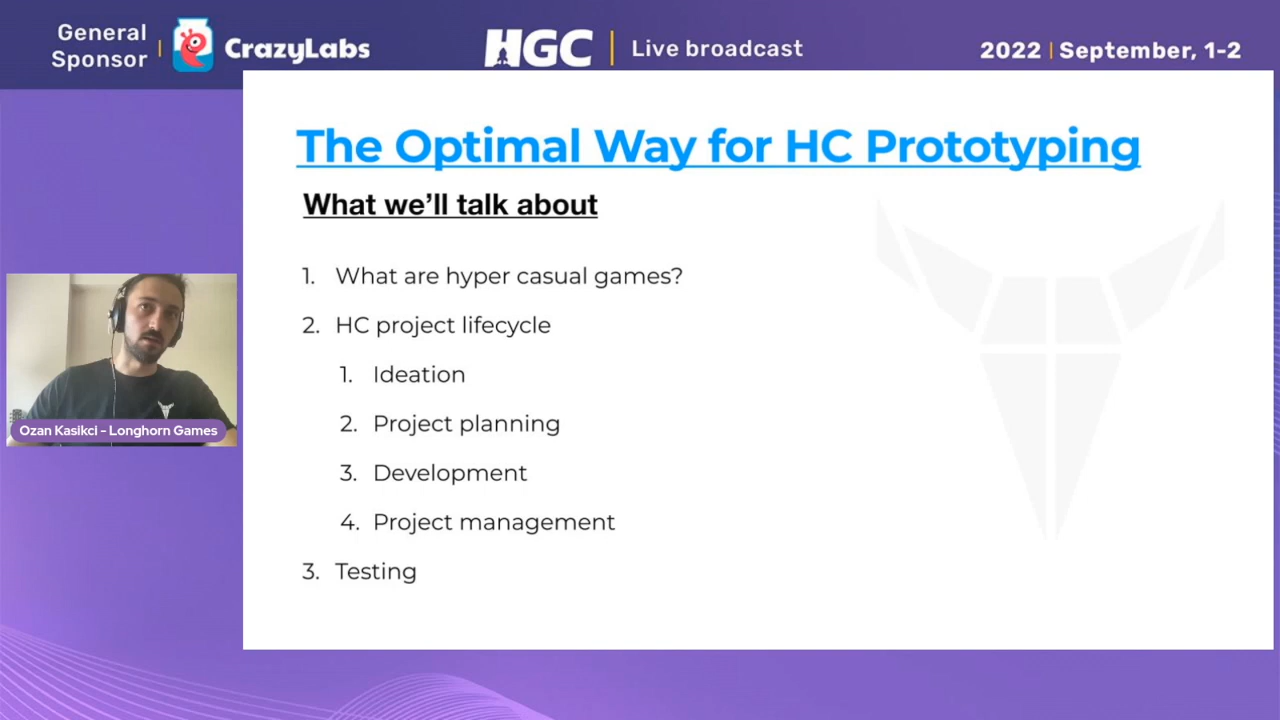 General
Sponsor
CrazyLabs
HGC
Live broadcast
2022 | September, 1-2
The Optimal Way for HC Prototyping
What we'll talk about
1. What are hyper casual games?
2. HC project lifecycle
1. Ideation
2. Project planning
3. Development
4. Project management
3. Testing
Ozan Kasikci - Longhorn Games